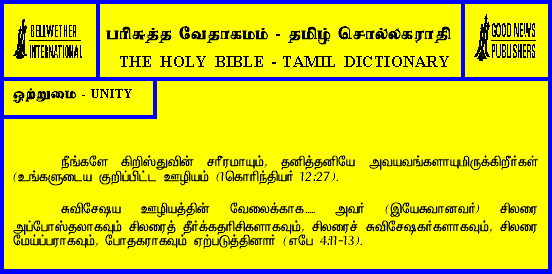 BELLWETHER
INTERNATIONAL
பரிசுத்த வேதாகமம் - தமிழ் சொல்லகராதி
THE HOLY BIBLE - TAMIL DICTIONARY
GOOD NEWS
PUBLISHERS
ஒற்றுமை - UNITY
நீங்களே கிறிஸ்துவின் சரீரமாயும், தனித்தனியே அவயவங்களாயுமிருக்கிறீர்கள்
(உங்களுடைய குறிப்பிட்ட ஊழியம் (1கொரிந்தியர் 12:27).
சுவிசேஷய ஊழியத்தின் வேலைக்காக..... அவர் (இயேசுவானவர்) சிலரை
அப்போஸ்தலாகவும் சிலரைத் தீர்க்கதரிசிகளாகவும், சிலரைச் சுவிசேஷகர்களாகவும், சிலரை
மேய்ப்பராகவும், போதகராகவும் ஏற்படுத்தினார் (எபே 4:11-13).